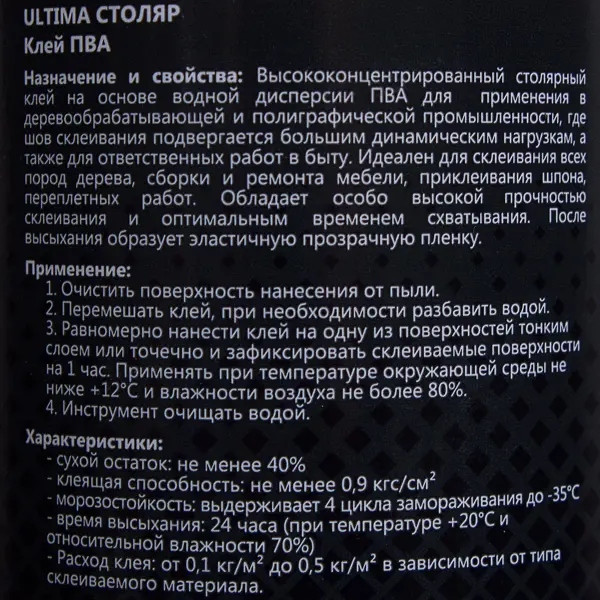 ULTIMA СТОЛЯР
Клей ПВА
Назначение и свойства: Высококонцентрированный столярный
клей на основе водной дисперсии ПВА для применения в
деревообрабатывающей и полиграфической промышленности, где
шов склеивания подвергается большим динамическим нагрузкам, а
также для ответственных работ в быту. Идеален для склеивания всех
пород дерева, сборки и ремонта мебели, приклеивания шпона,
переплетных работ. Обладает особо высокой прочностью
склеивания и оптимальным временем схватывания. После
высыхания образует эластичную прозрачную пленку.
Применение:
1. Очистить поверхность нанесения от пыли.
2. Перемешать клей, при необходимости разбавить водой.
3. Равномерно нанести клей на одну из поверхностей тонким
слоем или точечно и зафиксировать склеиваемые поверхности
на 1 час. Применять при температуре окружающей среды не
ниже +12°C и влажности воздуха не более 80%.
4. Инструмент очищать водой.
Характеристики:
- сухой остаток: не менее 40%
- клеящая способность: не менее 0,9 кгс/см²
- морозостойкость: выдерживает 4 цикла замораживания до -35°C
- время высыхания: 24 часа (при температуре +20°C и
относительной влажности 70%)
- Расход клея: от 0,1 кг/м² до 0,5 кг/м² в зависимости от типа
склеиваемого материала.